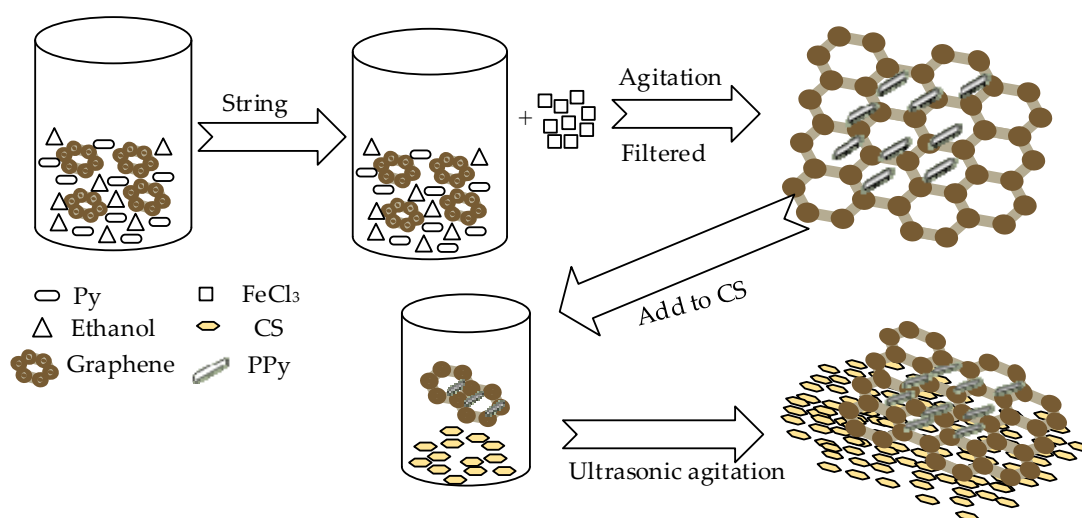 String
+
Agitation
Filtered
Py
Ethanol
Graphene
FeCl₃
CS
PPy
Add to CS
Ultrasonic agitation